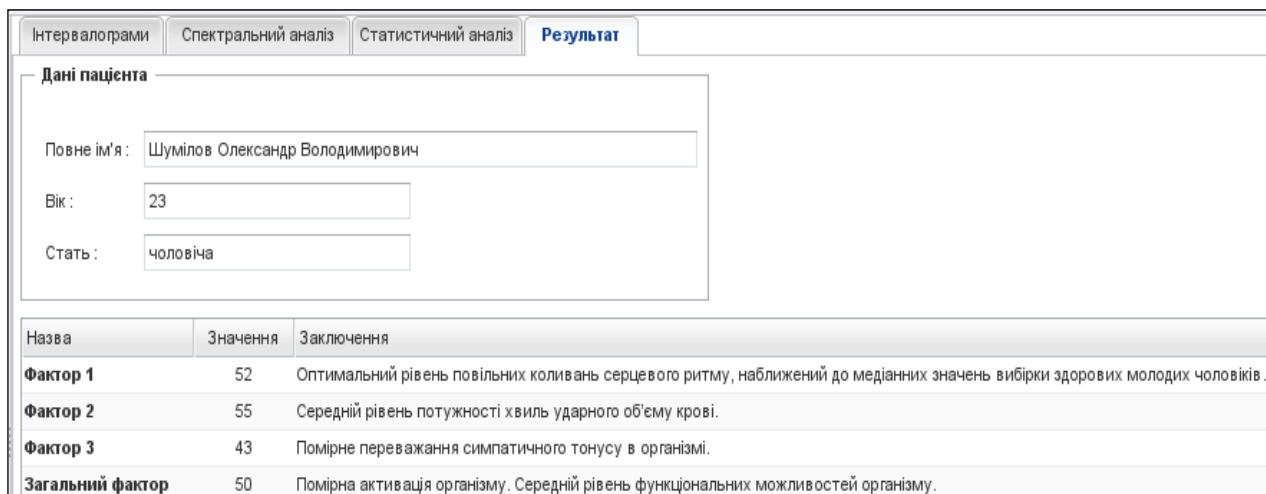 Інтервалограми Спектральний аналіз Статистичний аналіз Результат
Дані пацієнта
Повне ім'я : Шумілов Олександр Володимирович
Вік : 23
Стать : чоловіча
Назва Значення Заключення
Фактор 1 52 Оптимальний рівень повільних коливань серцевого ритму, наближений до медіанних значень вибірки здорових молодих чоловіків.
Фактор 2 55 Середній рівень потужності хвиль ударного об'єму крові.
Фактор 3 43 Помірне переважання симпатичного тонусу в організмі.
Загальний фактор 50 Помірна активація організму. Середній рівень функціональних можливостей організму.